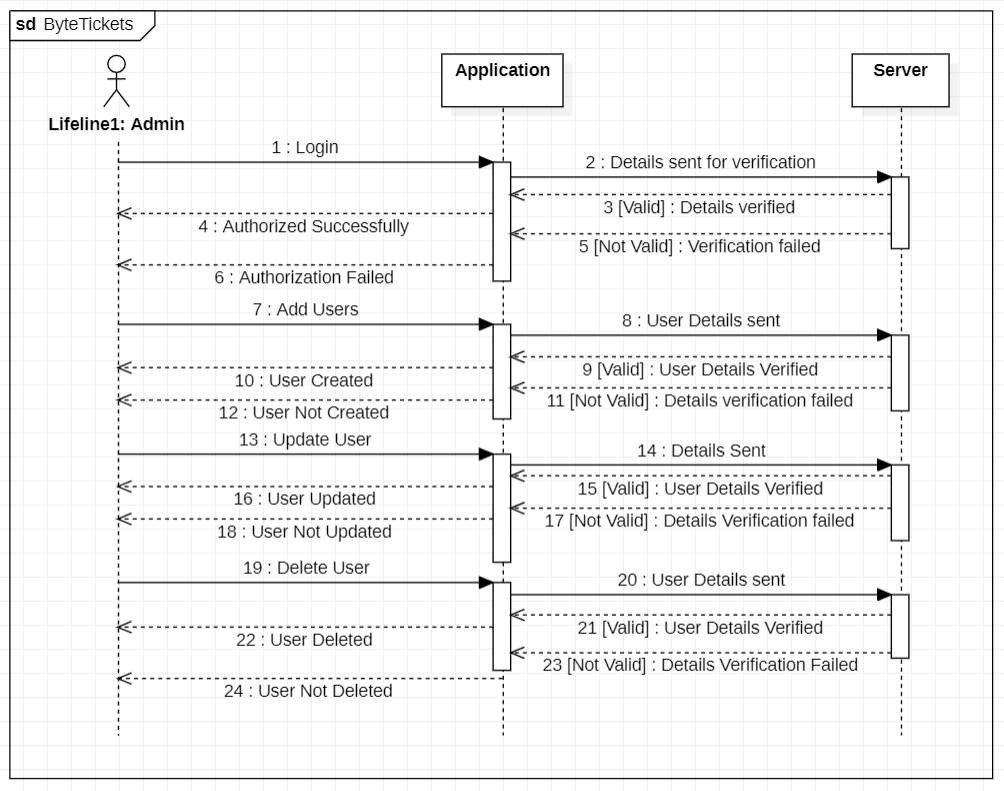 sd ByteTickets
Application
Server
Lifeline1: Admin
1 : Login
2 : Details sent for verification
3 [Valid] : Details verified
4 : Authorized Successfully
5 [Not Valid] : Verification failed
6 : Authorization Failed
7 : Add Users
8 : User Details sent
9 [Valid] : User Details Verified
10 : User Created
11 [Not Valid] : Details verification failed
12 : User Not Created
13 : Update User
14 : Details Sent
15 [Valid] : User Details Verified
16 : User Updated
17 [Not Valid] : Details Verification failed
18 : User Not Updated
19 : Delete User
20 : User Details sent
21 [Valid] : User Details Verified
22 : User Deleted
23 [Not Valid] : Details Verification Failed
24 : User Not Deleted